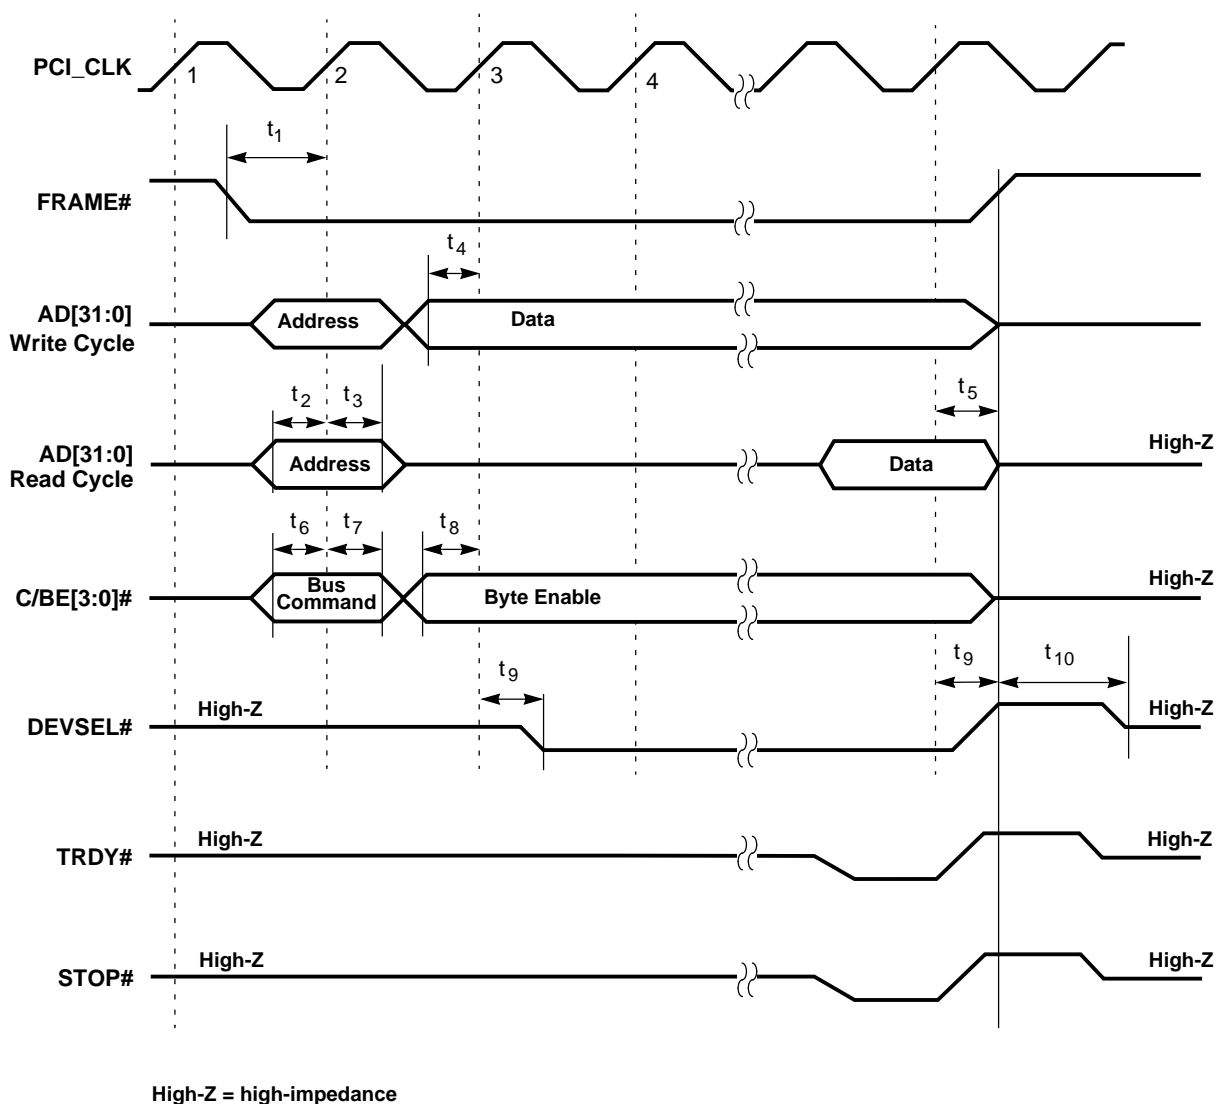 PCI_CLK
1
2
3
4
t1
FRAME#
t4
AD[31:0]
Write Cycle
Address
Data
t2
t3
t5
AD[31:0]
Read Cycle
Address
Data
High-Z
t6
t7
t8
C/BE[3:0]#
Bus
Command
Byte Enable
High-Z
t9
t9
t10
DEVSEL#
High-Z
High-Z
TRDY#
High-Z
High-Z
STOP#
High-Z
High-Z
High-Z = high-impedance